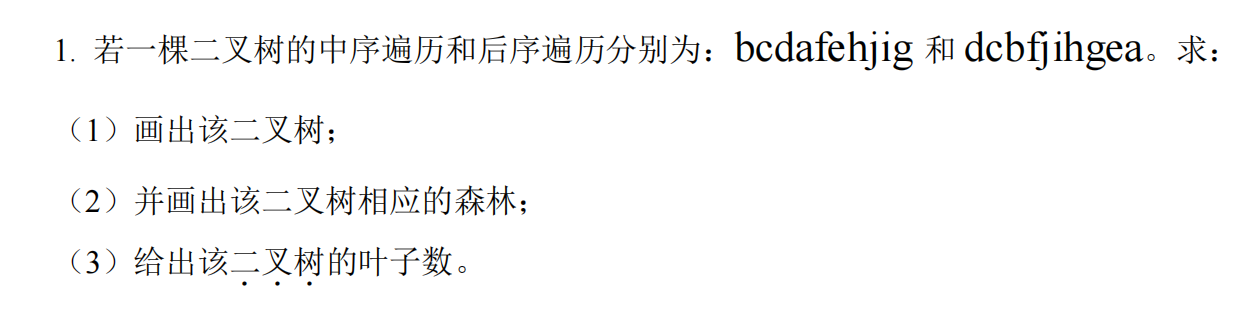 1. 若一棵二叉树的中序遍历和后序遍历分别为：bcdafehjig 和 dcbfjihgea。求：
（1）画出该二叉树；
（2）并画出该二叉树相应的森林；
（3）给出该二叉树的叶子数。